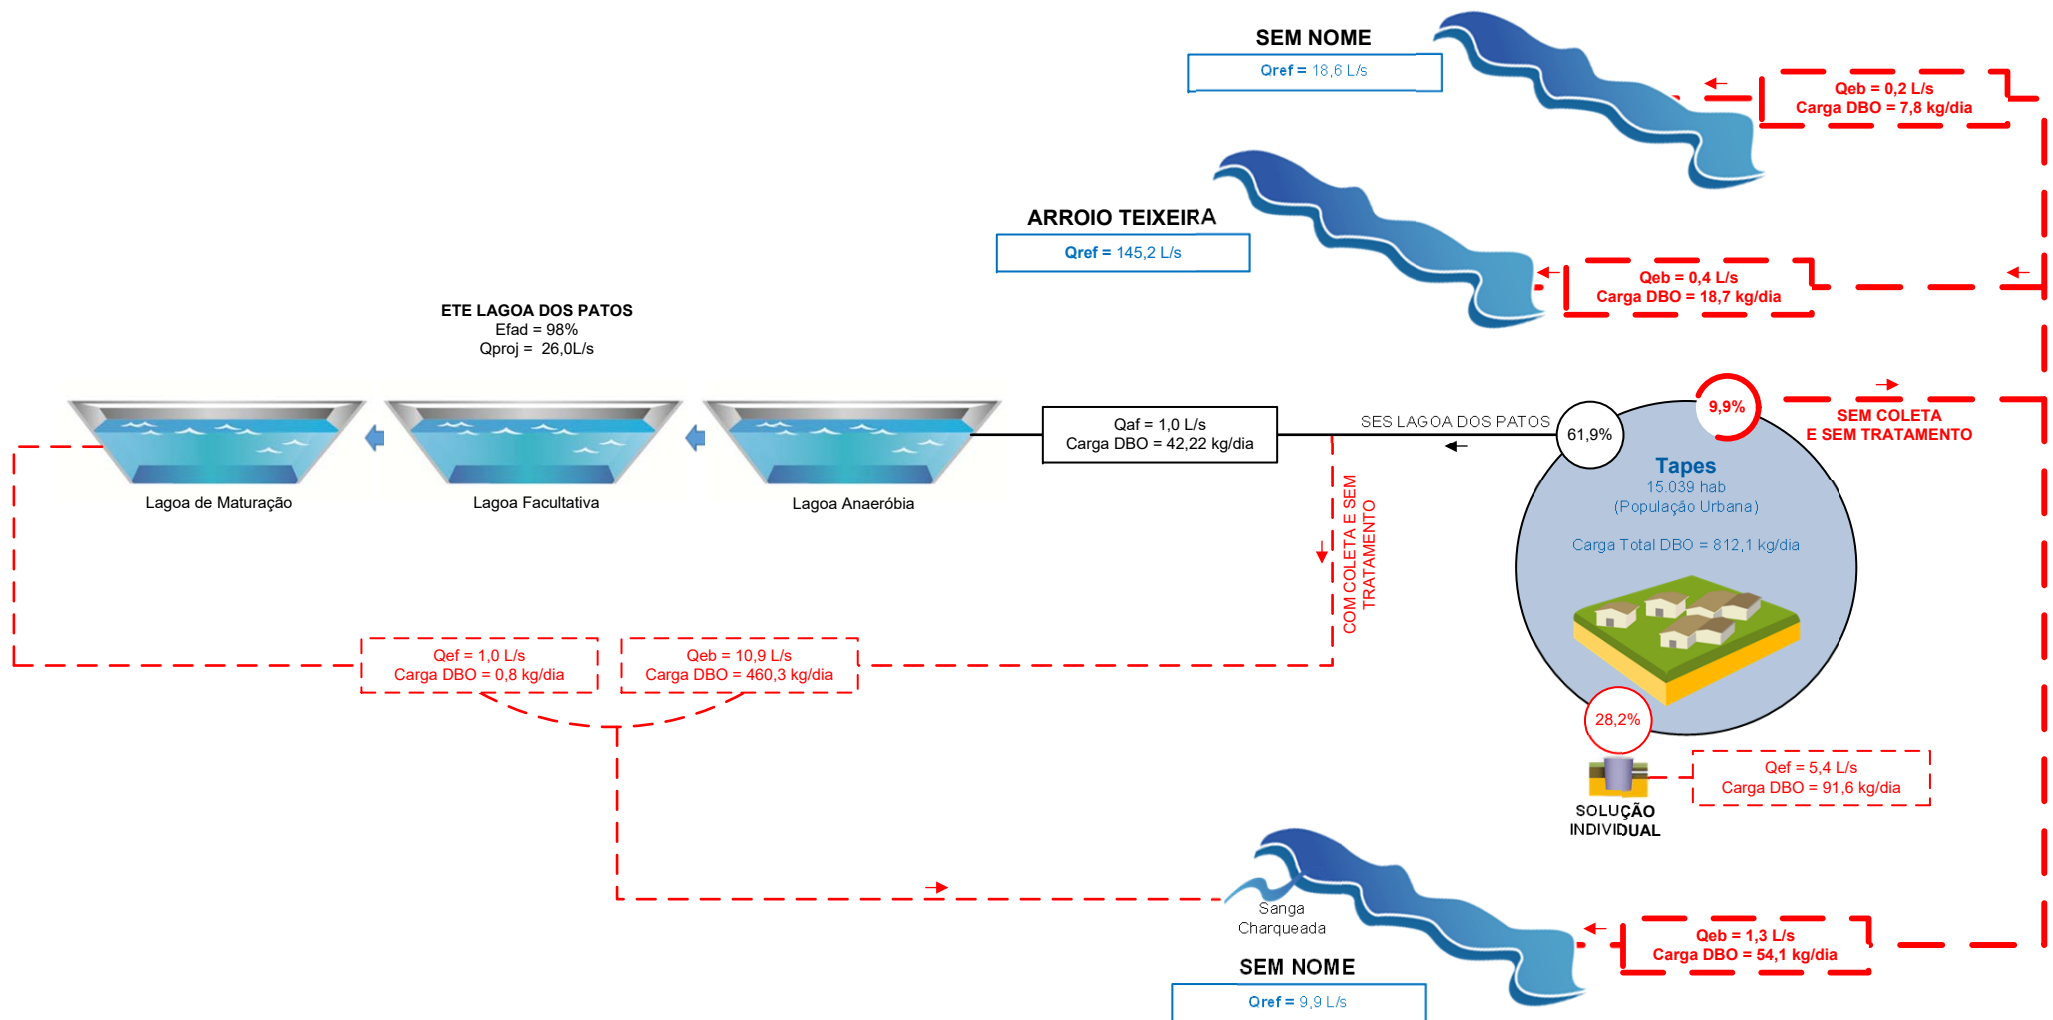 SEM NOME
Qref = 18,6 L/s
Qeb = 0,2 L/s
Carga DBO = 7,8 kg/dia
ARROIO TEIXEIRA
Qref = 145,2 L/s
Qeb = 0,4 L/s
Carga DBO = 18,7 kg/dia
ETE LAGOA DOS PATOS
Efad = 98%
Qproj = 26,0L/s
Lagoa de Maturação
Lagoa Facultativa
Lagoa Anaeróbia
Qaf = 1,0 L/s
Carga DBO = 42,22 kg/dia
SES LAGOA DOS PATOS
61,9%
9,9%
SEM COLETA
E SEM TRATAMENTO
Tapes
15.039 hab
(População Urbana)
Carga Total DBO = 812,1 kg/dia
COM COLETA E SEM
TRATAMENTO
Qef = 1,0 L/s
Carga DBO = 0,8 kg/dia
Qeb = 10,9 L/s
Carga DBO = 460,3 kg/dia
28,2%
SOLUÇÃO
INDIVIDUAL
Qef = 5,4 L/s
Carga DBO = 91,6 kg/dia
Sanga
Charqueada
SEM NOME
Qref = 9,9 L/s
Qeb = 1,3 L/s
Carga DBO = 54,1 kg/dia